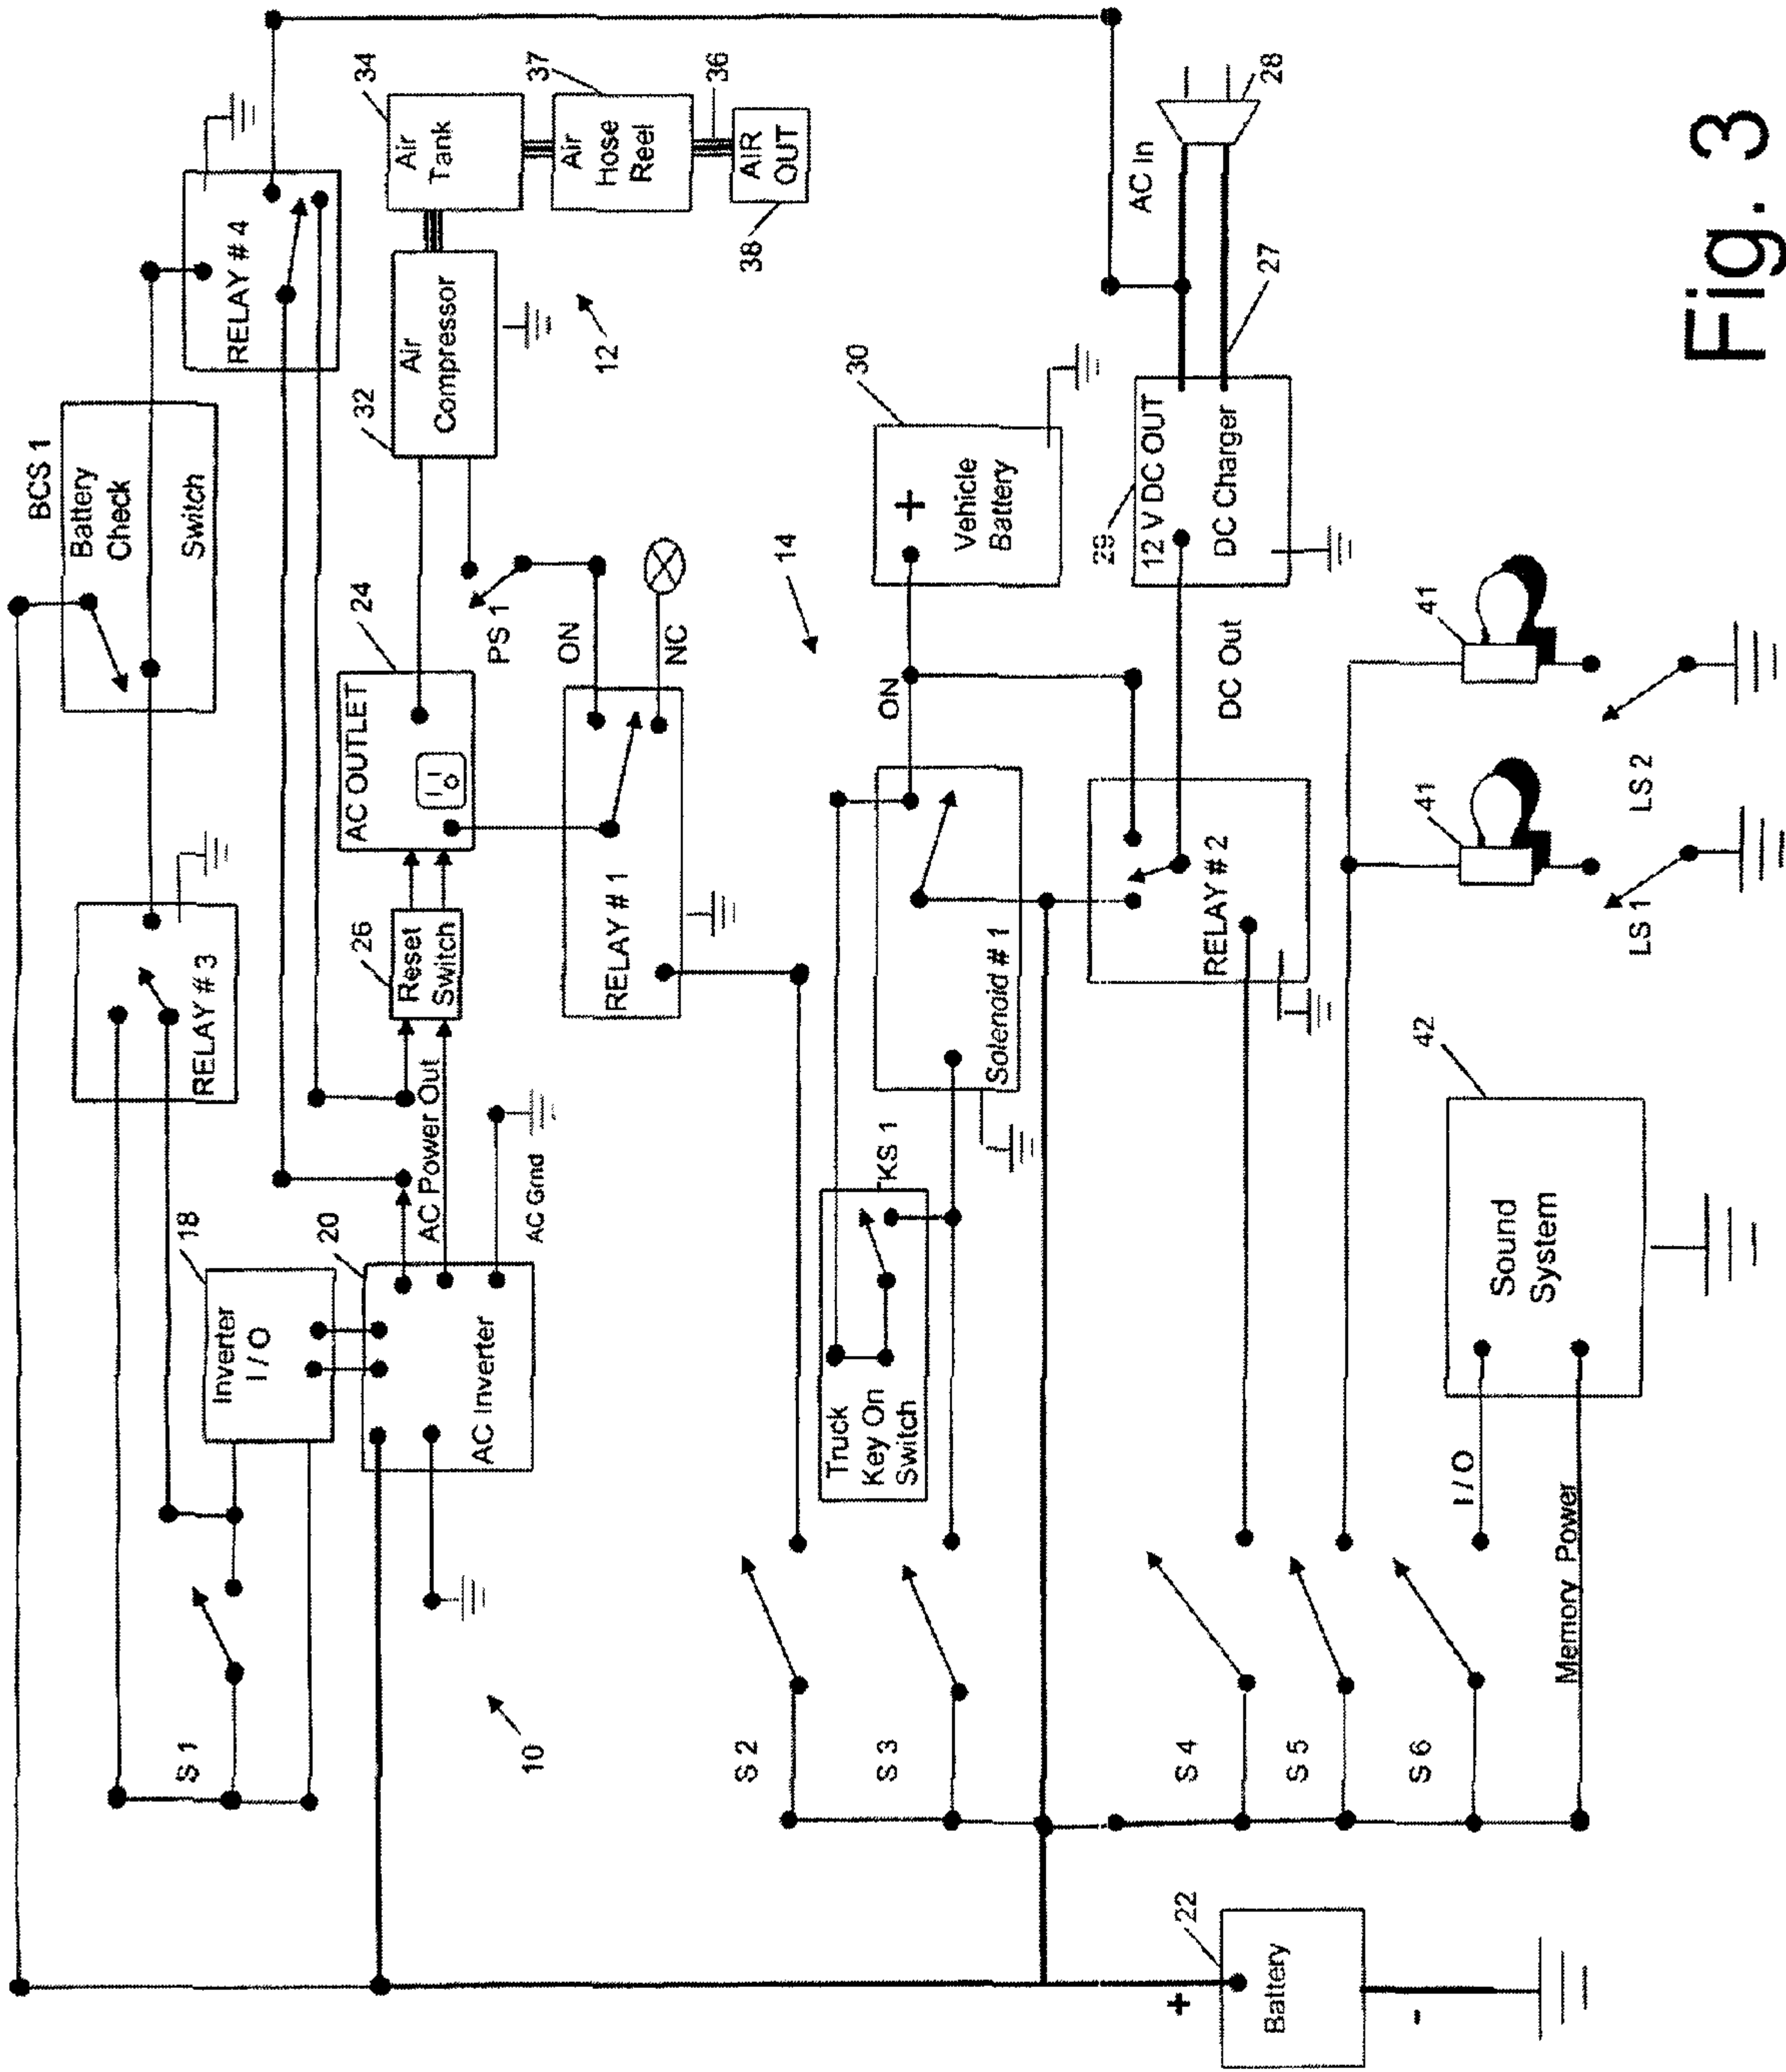 BCS 1
Battery
Check
Switch
RELAY # 3
RELAY # 4
S 1
18
Inverter
I / O
20
AC Inverter
AC Power Out
AC Grnd
26
Reset
Switch
AC OUTLET
24
32
Air
Compressor
34
Air
Tank
37
Air
Hose
Reel
36
AIR
OUT
38
12
PS 1
ON
NC
RELAY # 1
10
14
S 2
S 3
Truck
Key On
Switch
TKS 1
Solenoid # 1
ON
30
+
Vehicle
Battery
AC In
28
27
29
12 V DC OUT
DC Charger
DC Out
RELAY # 2
S 4
S 5
S 6
41
41
LS 1
LS 2
42
Sound
System
I / O
Memory Power
22
+
Battery
-
Fig. 3